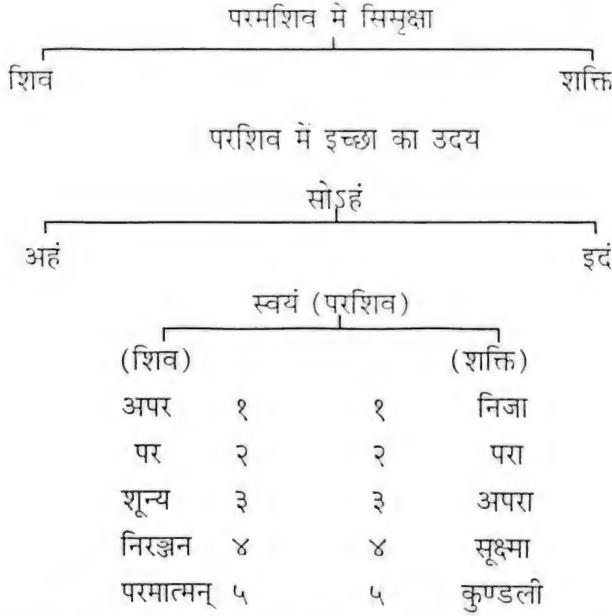 परमशिव मे सिसृक्षा
शिव शक्ति
परशिव में इच्छा का उदय
सोऽहं
अहं इदं
स्वयं (परशिव)
(शिव) (शक्ति)
अपर १ १ निजा
पर २ २ परा
शून्य ३ ३ अपरा
निरञ्जन ४ ४ सूक्ष्मा
परमात्मन् ५ ५ कुण्डली